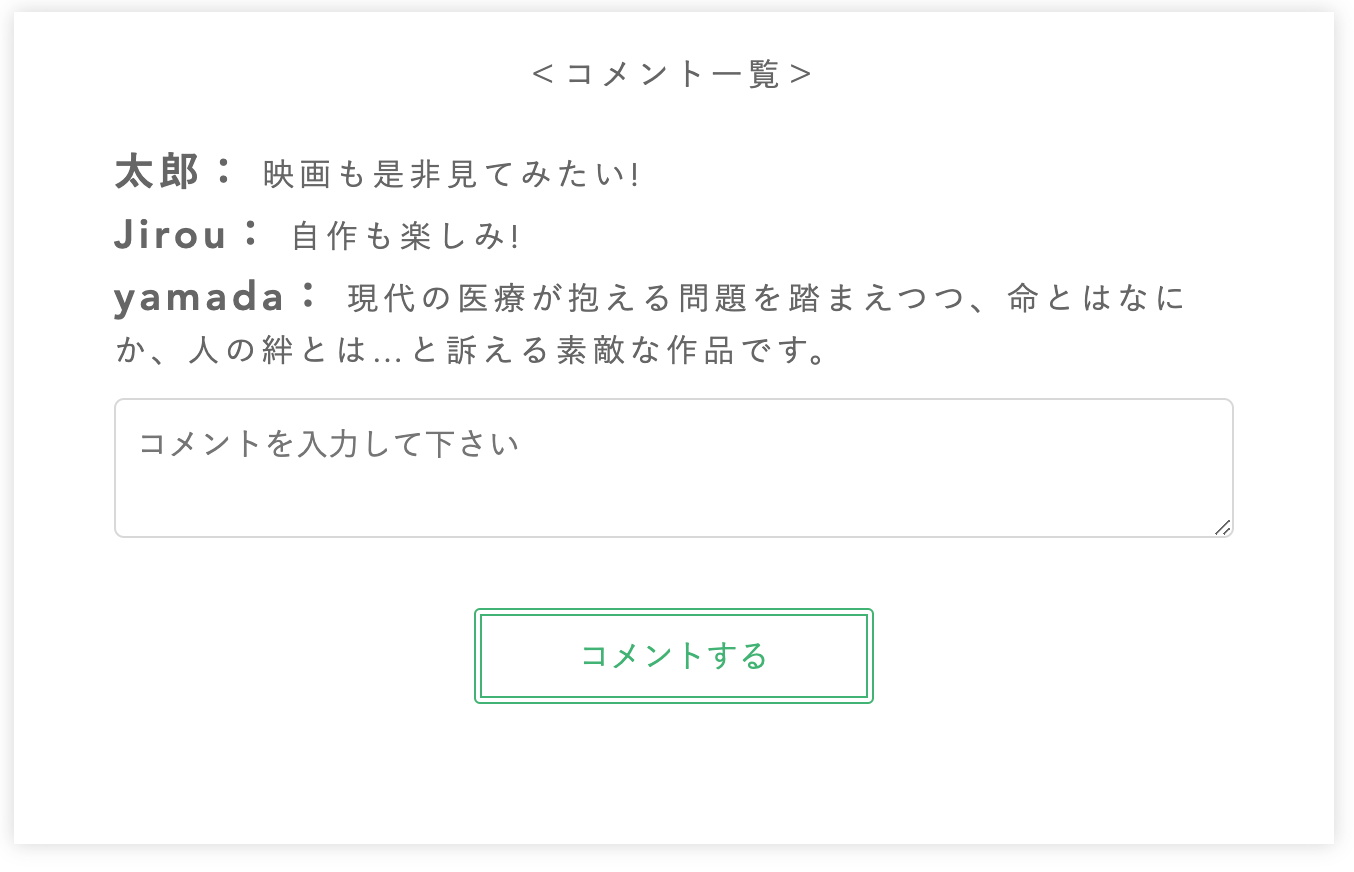 ＜コメント一覧＞
太郎： 映画も是非見てみたい!
Jirou： 自作も楽しみ!
yamada： 現代の医療が抱える問題を踏まえつつ、命とはなに
か、人の絆とは…と訴える素敵な作品です。
コメントを入力して下さい
コメントする